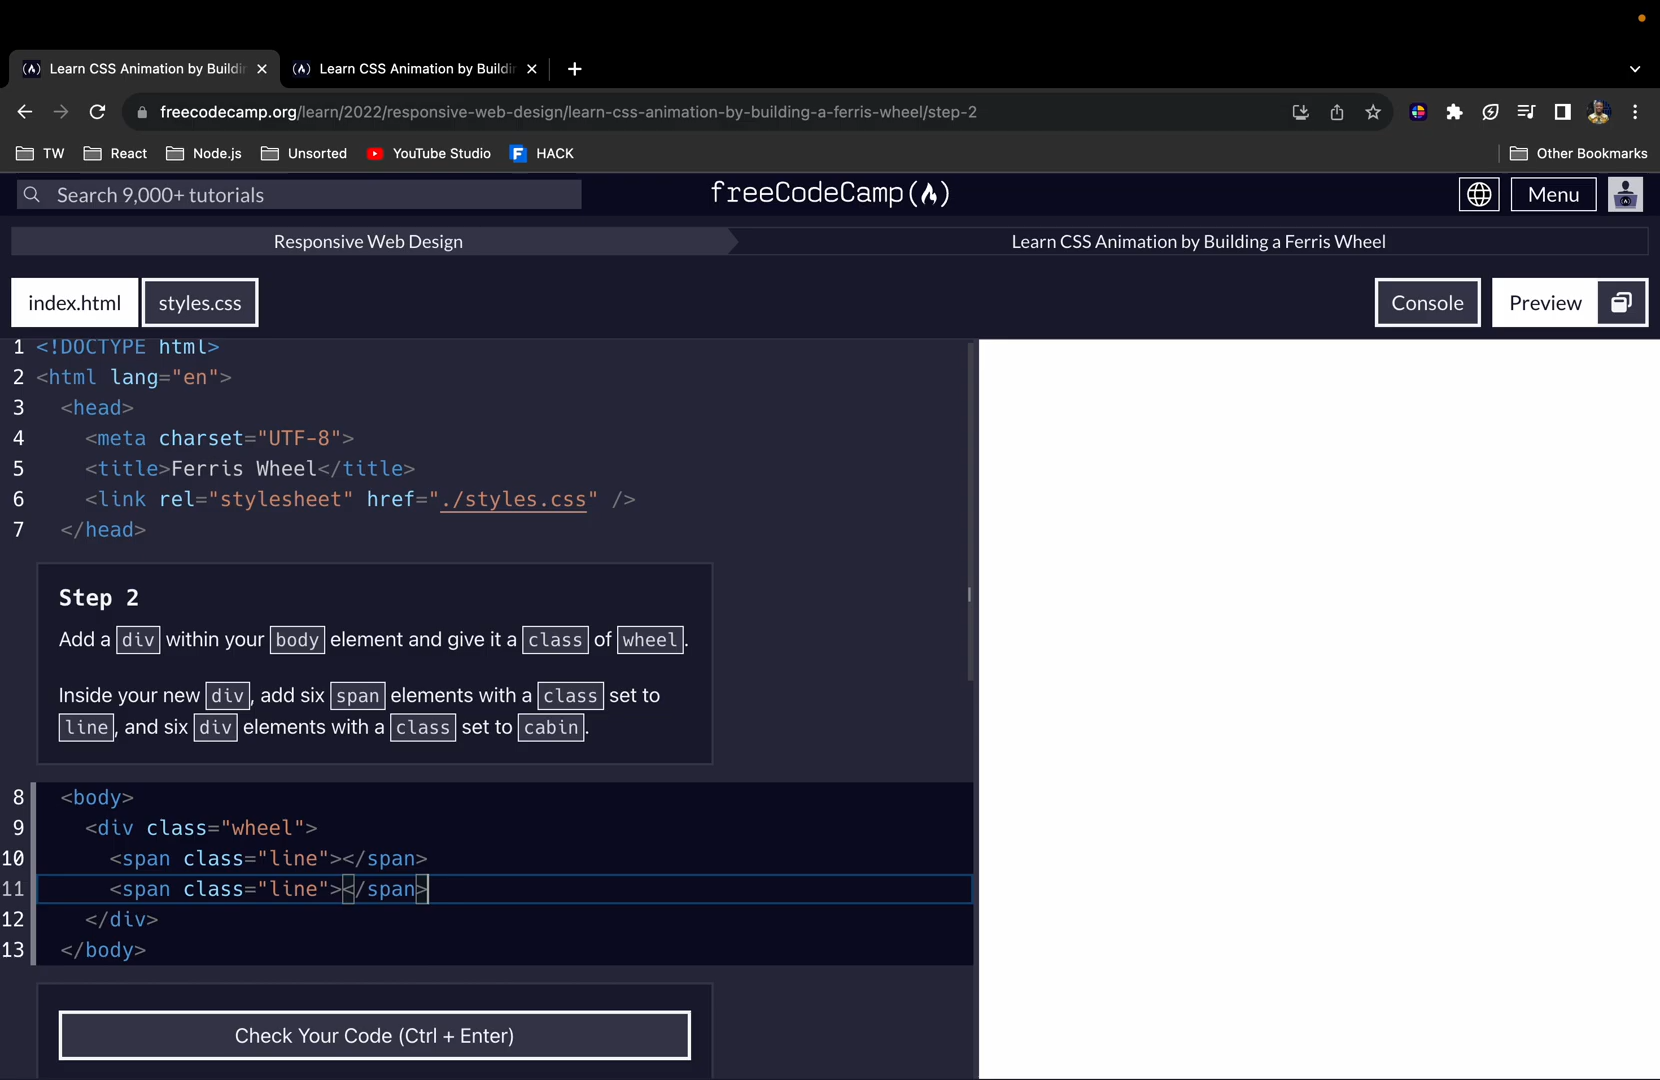 Learn CSS Animation by Buildin
Learn CSS Animation by Buildin
freecodecamp.org/learn/2022/responsive-web-design/learn-css-animation-by-building-a-ferris-wheel/step-2
TW React Node.js Unsorted YouTube Studio F HACK Other Bookmarks
Search 9,000+ tutorials freeCodeCamp Menu
Responsive Web Design Learn CSS Animation by Building a Ferris Wheel
index.html styles.css Console Preview
1 <!DOCTYPE html>
2 <html lang="en">
3 <head>
4 <meta charset="UTF-8">
5 <title>Ferris Wheel</title>
6 <link rel="stylesheet" href="./styles.css" />
7 </head>
Step 2
Add a div within your body element and give it a class of wheel.
Inside your new div, add six span elements with a class set to
line, and six div elements with a class set to cabin.
8 <body>
9 <div class="wheel">
10 <span class="line"></span>
11 <span class="line"></span>
12 </div>
13 </body>
Check Your Code (Ctrl + Enter)